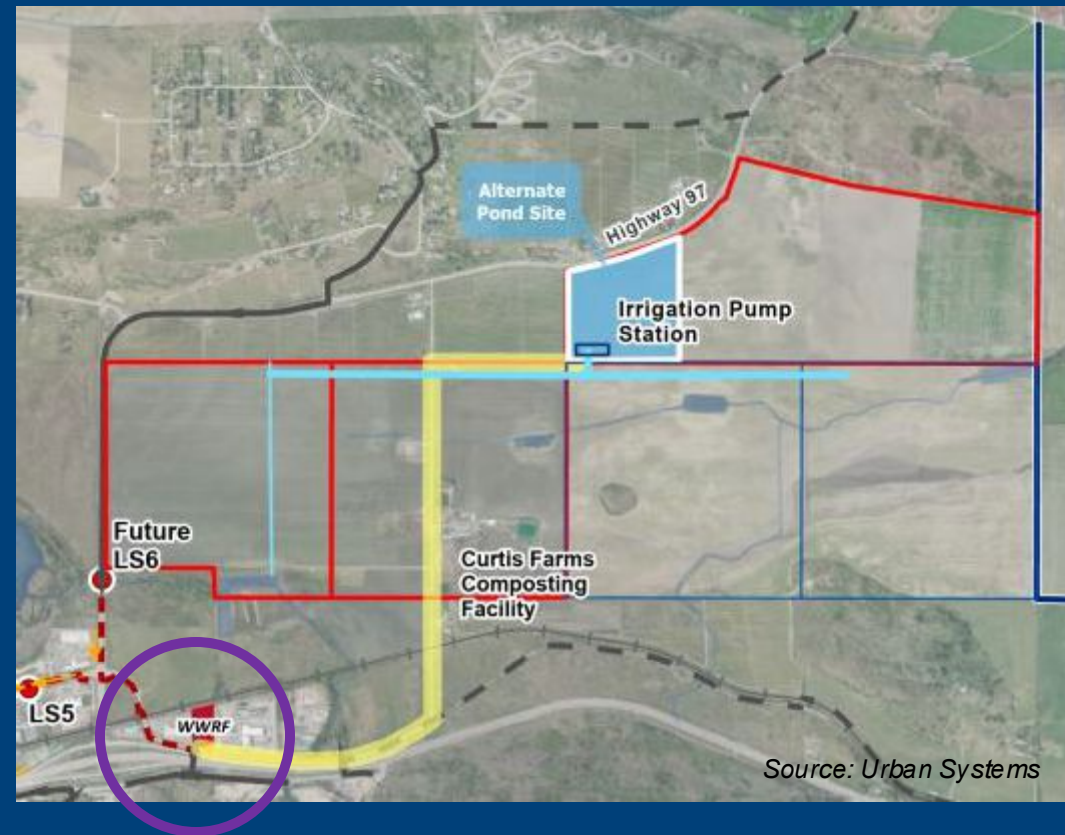 Alternate
Pond Site
Highway 97
Irrigation Pump
Station
Future
LS6
Curtis Farms
Composting
Facility
LS5
WWRF
Source: Urban Systems